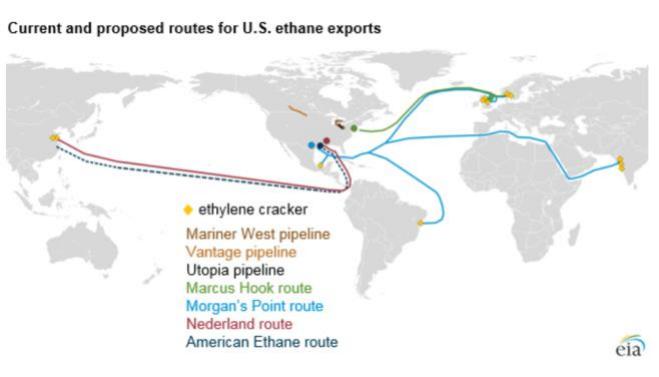 Current and proposed routes for U.S. ethane exports
ethylene cracker
Mariner West pipeline
Vantage pipeline
Utopia pipeline
Marcus Hook route
Morgan's Point route
Nederland route
American Ethane route
eia